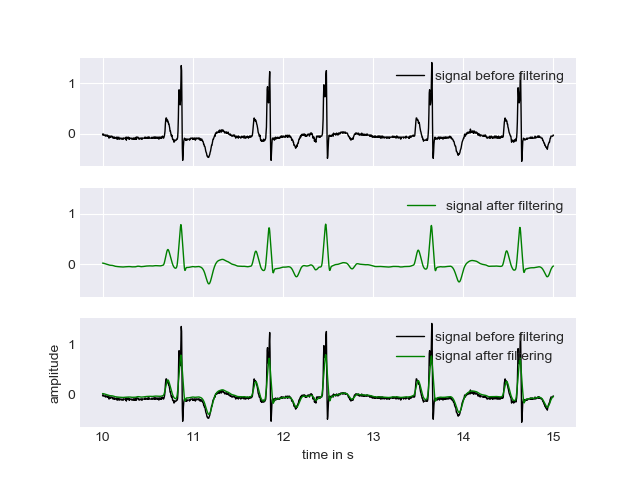 1
signal before filtering
0
1
signal after filtering
0
1
signal before filtering
signal after filtering
0
amplitude
10 11 12 13 14 15
time in s